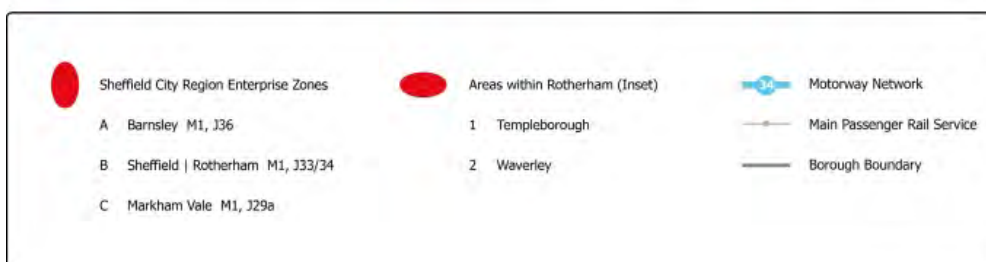 Sheffield City Region Enterprise Zones
A Barnsley M1, J36
B Sheffield | Rotherham M1, J33/34
C Markham Vale M1, J29a
Areas within Rotherham (Inset)
1 Templeborough
2 Waverley
34 Motorway Network
Main Passenger Rail Service
Borough Boundary